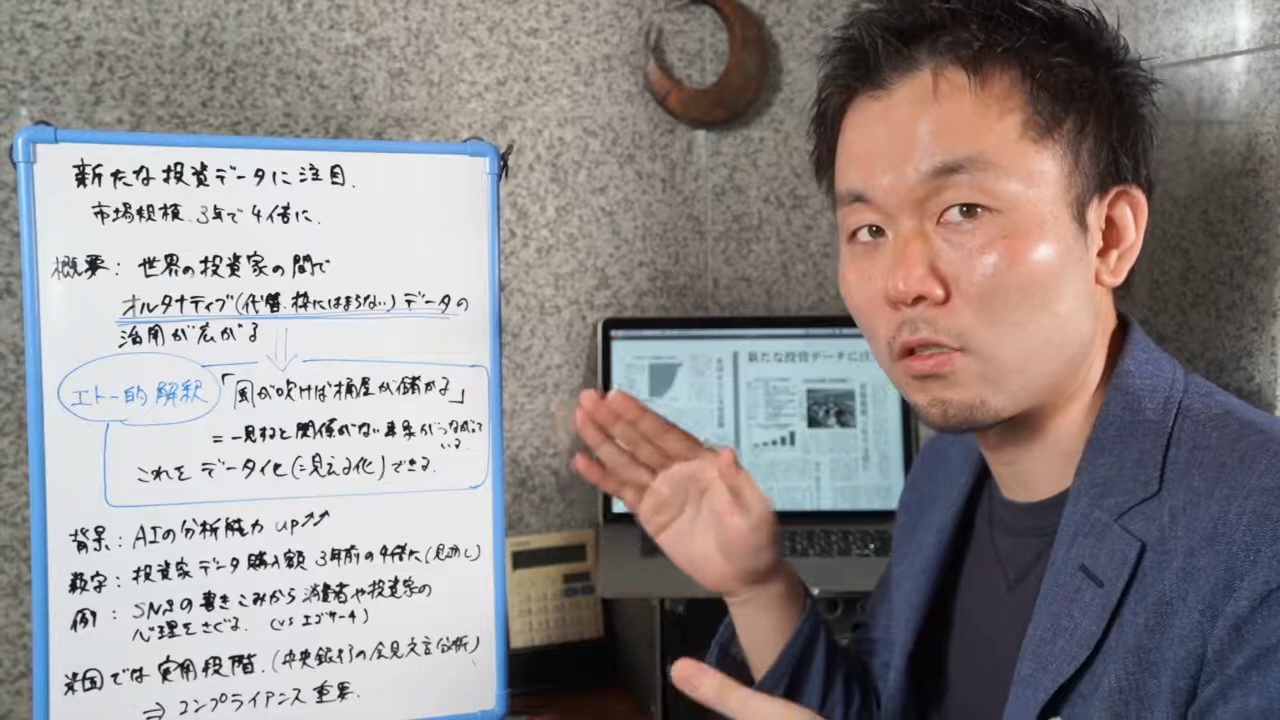 新たな投資データに注目.
市場規模.3年で4倍に.
概要:世界の投資家の間で
オルタナティブ(代替.枠にはまらない)データの
活用が広がる
エトー的解釈
「風が吹けば桶屋が儲かる」
=一見すると関係がない事象がつながっている.
これをデータ化(≒見える化)できる.
背景:AIの分析能力up↗↗
数字:投資家データ購入額 3年前の4倍に(見通し)
例:SNSの書きこみから消費者や投資家の
心理をさぐる.(vsエゴサーチ)
米国では実用段階.(中央銀行の会見文言分析)
⇒コンプライアンス重要.
新たな投資データに注